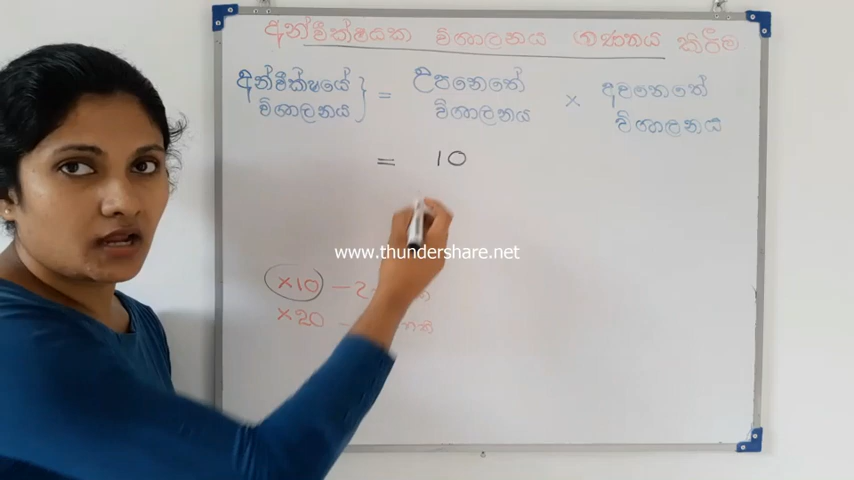 අන්වීක්ෂයක විශාලනය ගණනය කිරීම
අන්වීක්ෂයේ } = උපනෙතේ × අවනෙතේ
විශාලනය විශාලනය විශාලනය
= 10
www.thundershare.net
×10 –
×20 –